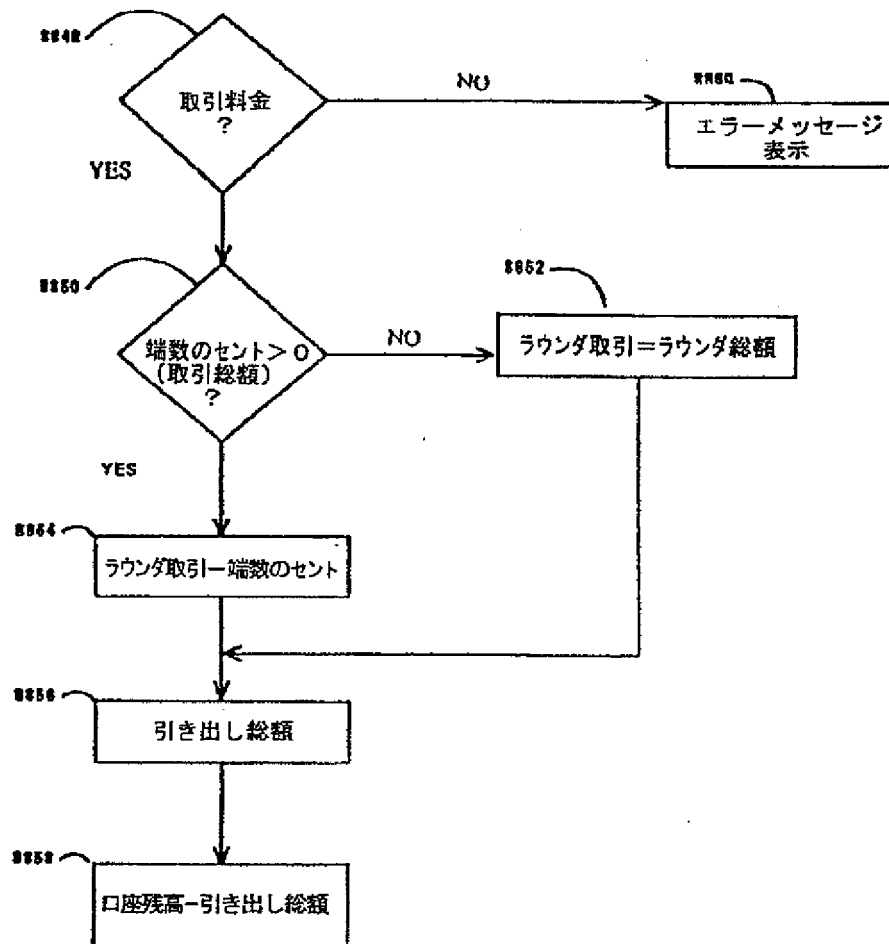 取引料金
?
NO
エラーメッセージ
表示
YES
端数のセント>0
(取引総額)
?
NO
S852
ラウンダ取引=ラウンダ総額
YES
ラウンダ取引-端数のセント
引き出し総額
口座残高-引き出し総額